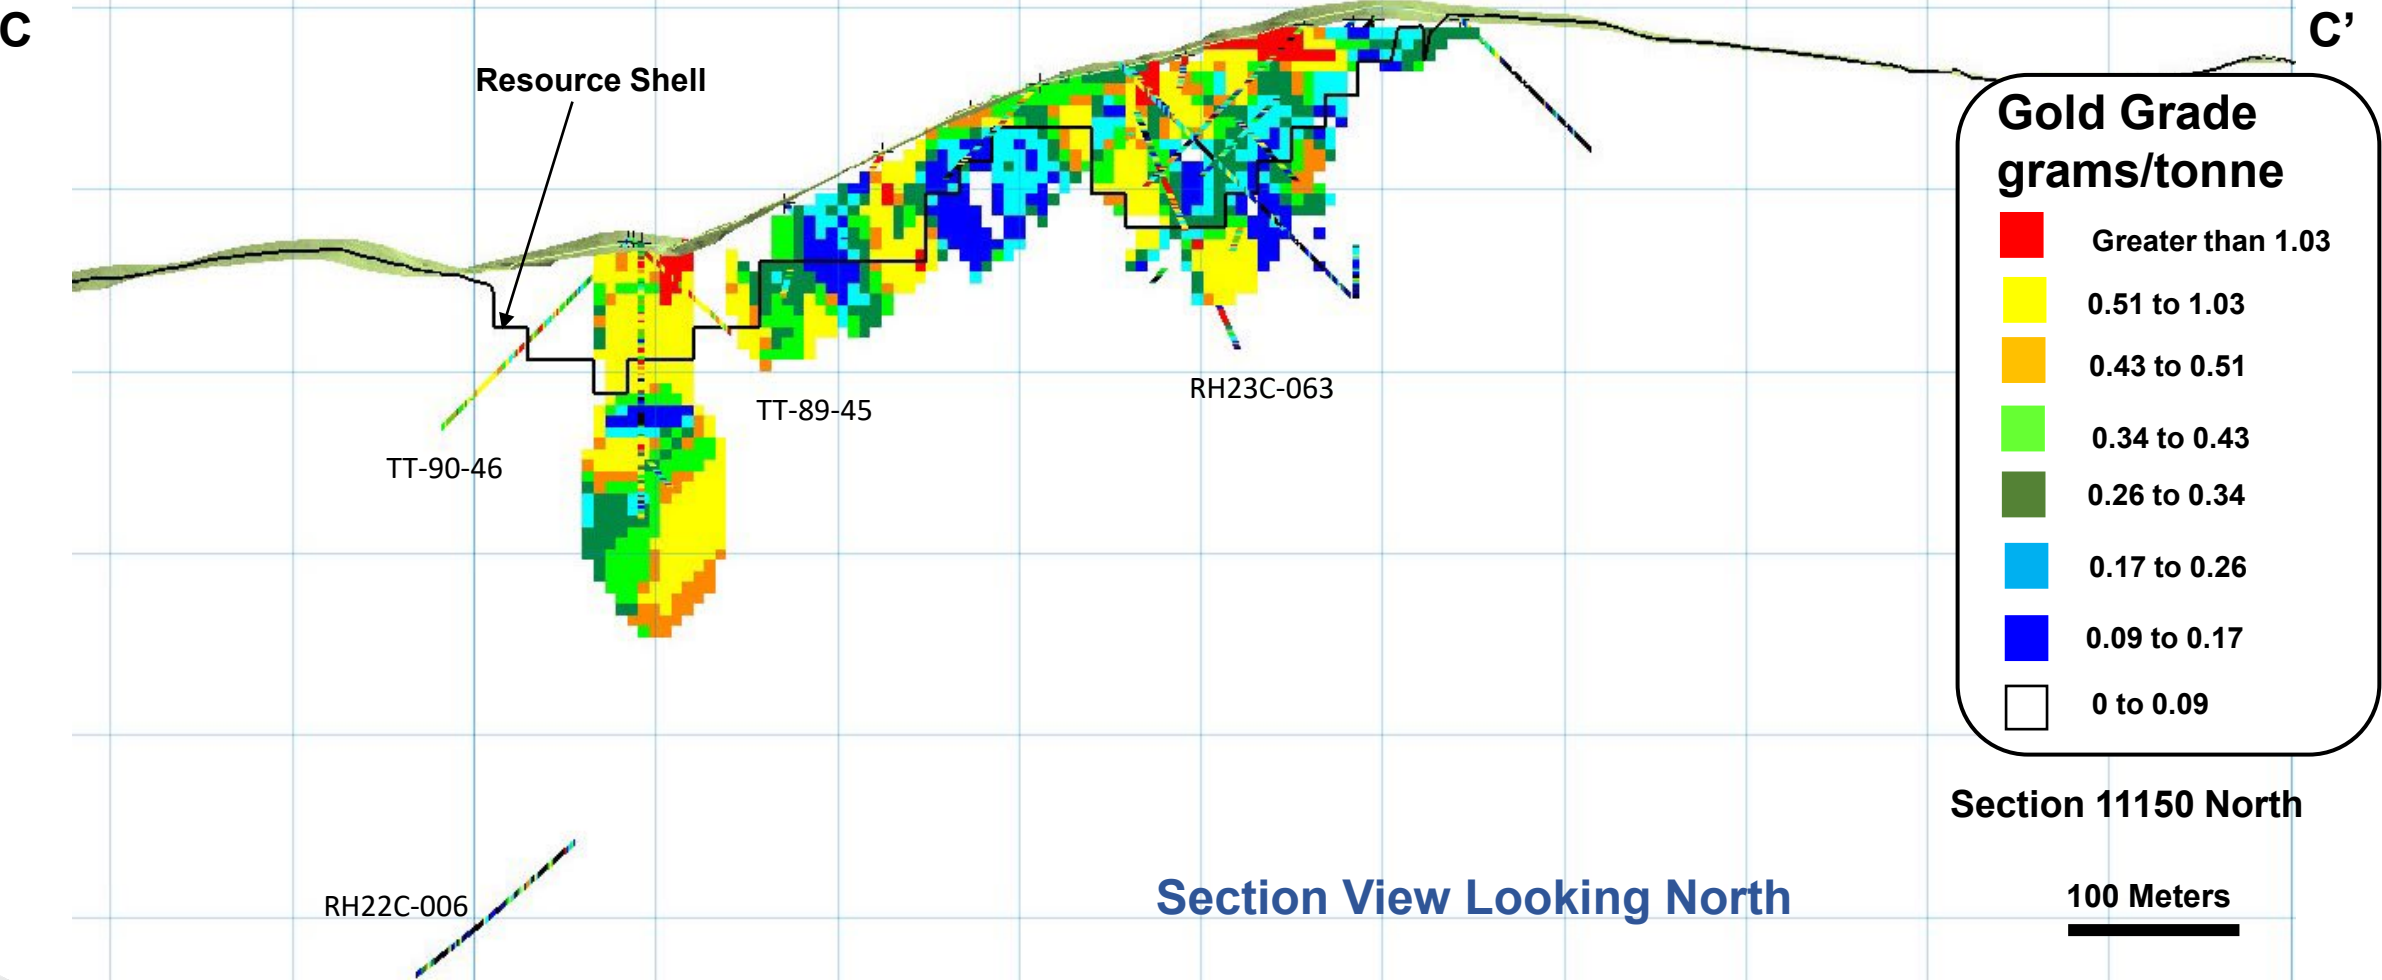 C
C’
Resource Shell
Gold Grade
grams/tonne
Greater than 1.03
0.51 to 1.03
0.43 to 0.51
0.34 to 0.43
0.26 to 0.34
0.17 to 0.26
0.09 to 0.17
0 to 0.09
RH23C-063
TT-89-45
TT-90-46
Section 11150 North
RH22C-006
Section View Looking North
100 Meters